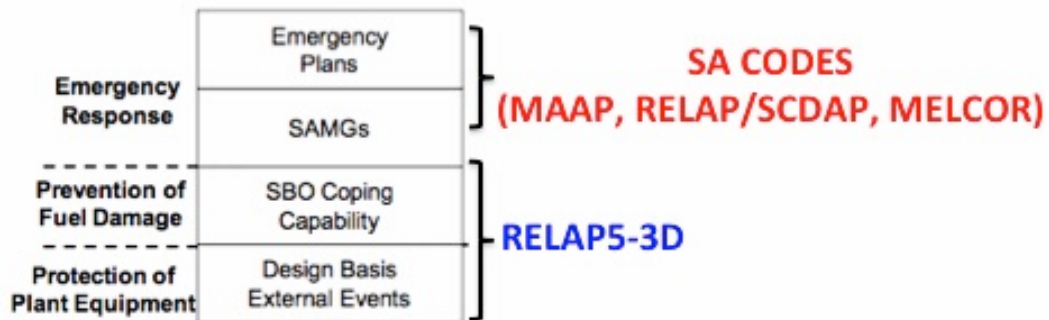 Emergency
Plans
SA CODES
(MAAP, RELAP/SCDAP, MELCOR)
Emergency
Response
SAMGs
Prevention of
Fuel Damage
SBO Coping
Capability
RELAP5-3D
Protection of
Plant Equipment
Design Basis
External Events